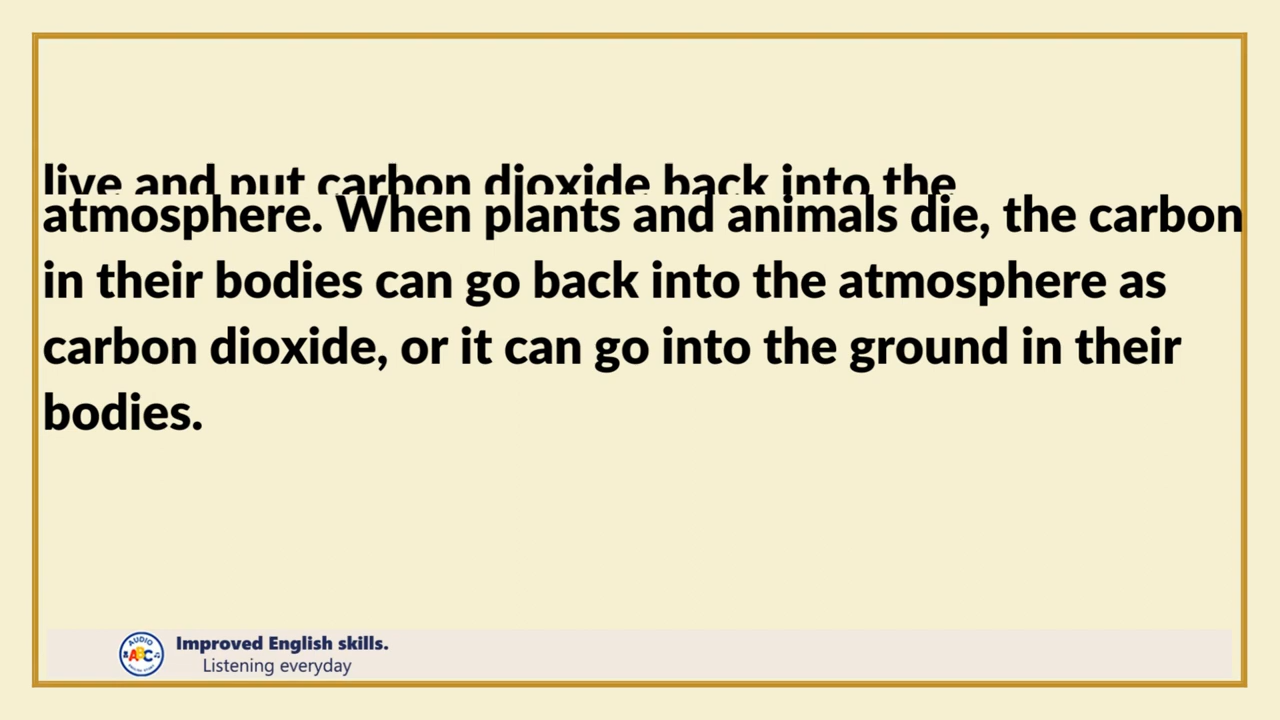 live and put carbon dioxide back into the
atmosphere. When plants and animals die, the carbon
in their bodies can go back into the atmosphere as
carbon dioxide, or it can go into the ground in their
bodies.
AUDIO
ABC
Improved English skills.
Listening everyday